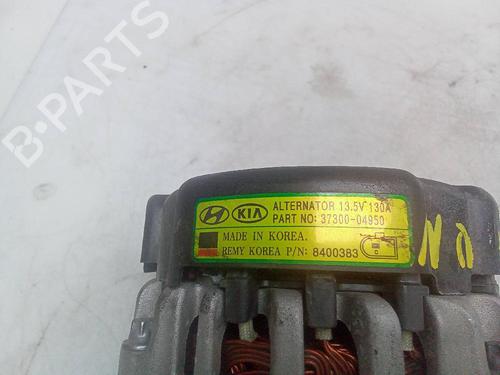 B-PARTS
KIA
ALTERNATOR 13.5V 130A
PART NO: 37300-04950
MADE IN KOREA.
REMY KOREA P/N: 8400383